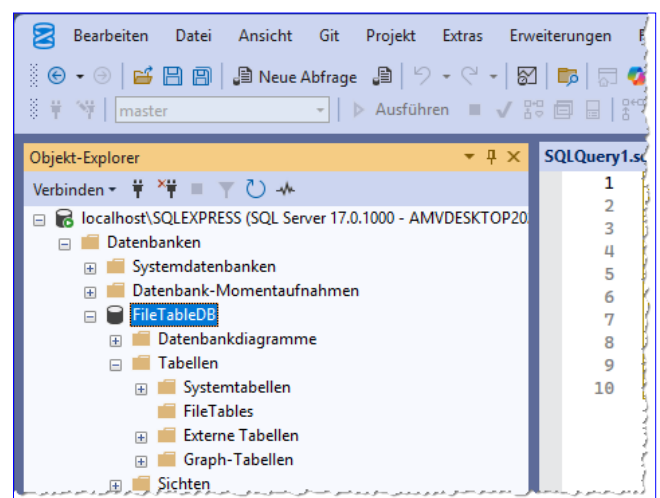 Bearbeiten Datei Ansicht Git Projekt Extras Erweiterungen
Neue Abfrage
master Ausführen
Objekt-Explorer
SQLQuery1.sq
Verbinden
localhost\SQLEXPRESS (SQL Server 17.0.1000 - AMVDESKTOP20
Datenbanken
Systemdatenbanken
Datenbank-Momentaufnahmen
FileTableDB
Datenbankdiagramme
Tabellen
Systemtabellen
FileTables
Externe Tabellen
Graph-Tabellen
Sichten
1
2
3
4
5
6
7
8
9
10